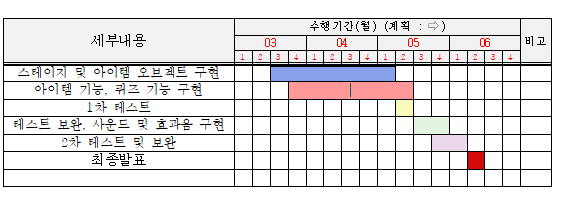 세부내용
수행기간(월) (계획 : ⇨)
비고
03 04 05 06
1 2 3 4 1 2 3 4 1 2 3 4 1 2 3 4
스테이지 및 아이템 오브젝트 구현
아이템 기능, 퀴즈 기능 구현
1차 테스트
테스트 보완, 사운드 및 효과음 구현
2차 테스트 및 보완
최종발표